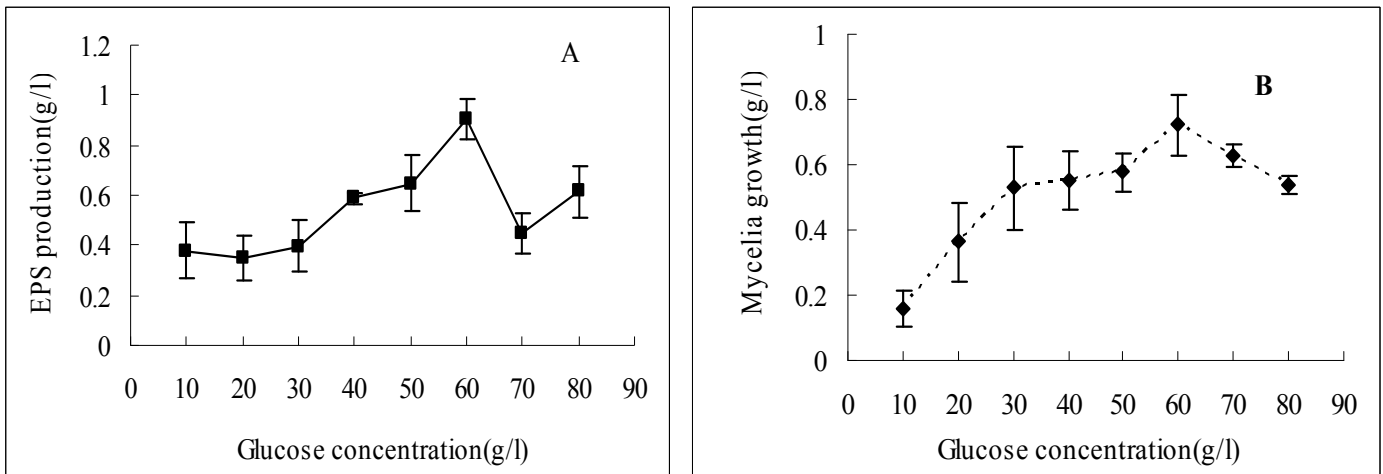 A
EPS production(g/l)
1.2
1
0.8
0.6
0.4
0.2
0
0 10 20 30 40 50 60 70 80 90
Glucose concentration(g/l)
B
Mycelia growth(g/l)
1
0.8
0.6
0.4
0.2
0
0 10 20 30 40 50 60 70 80 90
Glucose concentration(g/l)